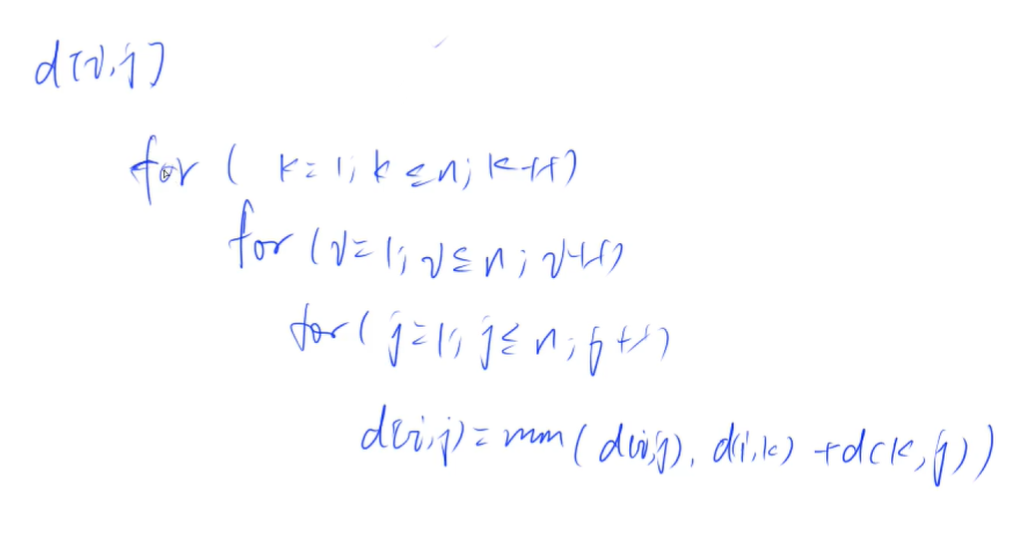 d[i,j]
for ( k=1; k≤n; k++)
for (i=1; i≤n; i++)
for ( j=1; j≤n; j++)
d(i,j)=min( d(i,j), d(i,k) +d(k,j))